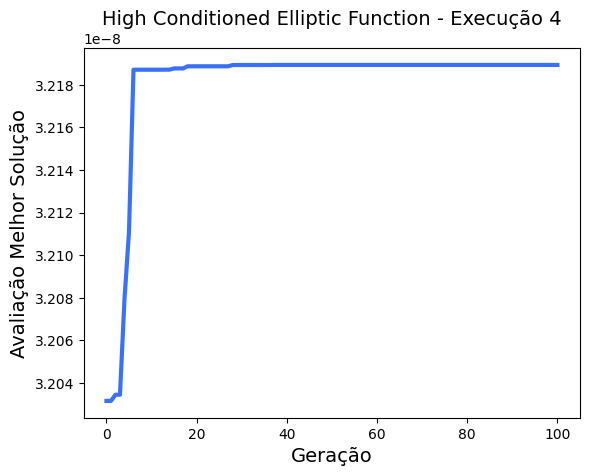 High Conditioned Elliptic Function - Execução 4
1e−8
3.218
3.216
3.214
3.212
3.210
3.208
3.206
3.204
Avaliação Melhor Solução
0 20 40 60 80 100
Geração